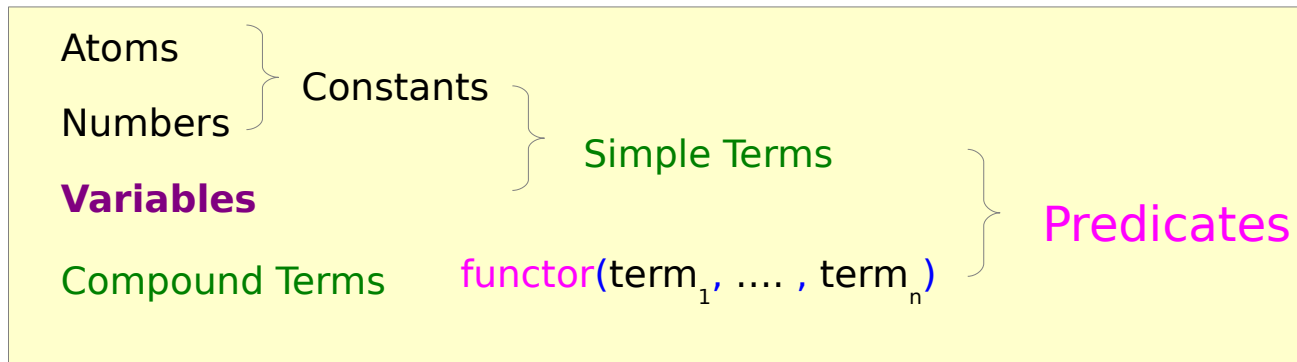 Atoms
Constants
Numbers
Simple Terms
Variables
Predicates
Compound Terms functor(term1, .... , termn)